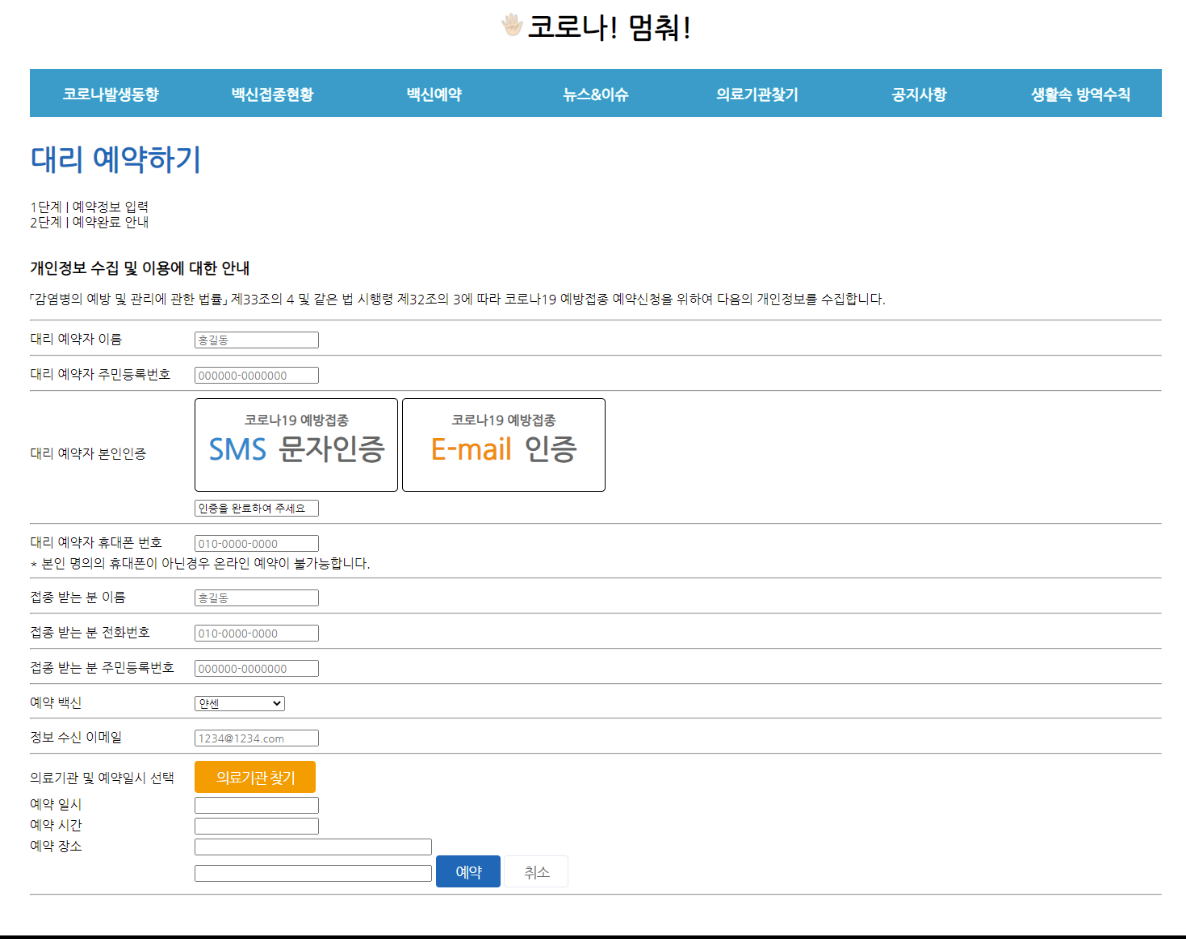 코로나! 멈춰!
코로나발생동향 백신접종현황 백신예약 뉴스&이슈 의료기관찾기 공지사항 생활속 방역수칙
대리 예약하기
1단계 | 예약정보 입력
2단계 | 예약완료 안내
개인정보 수집 및 이용에 대한 안내
「감염병의 예방 및 관리에 관한 법률」 제33조의 4 및 같은 법 시행령 제32조의 3에 따라 코로나19 예방접종 예약신청을 위하여 다음의 개인정보를 수집합니다.
대리 예약자 이름 홍길동
대리 예약자 주민등록번호 000000-0000000
대리 예약자 본인인증
코로나19 예방접종
SMS 문자인증
코로나19 예방접종
E-mail 인증
인증을 완료하여 주세요
대리 예약자 휴대폰 번호 010-0000-0000
* 본인 명의의 휴대폰이 아닌경우 온라인 예약이 불가능합니다.
접종 받는 분 이름 홍길동
접종 받는 분 전화번호 010-0000-0000
접종 받는 분 주민등록번호 000000-0000000
예약 백신 얀센
정보 수신 이메일 1234@1234.com
의료기관 및 예약일시 선택 의료기관 찾기
예약 일시
예약 시간
예약 장소
예약 취소